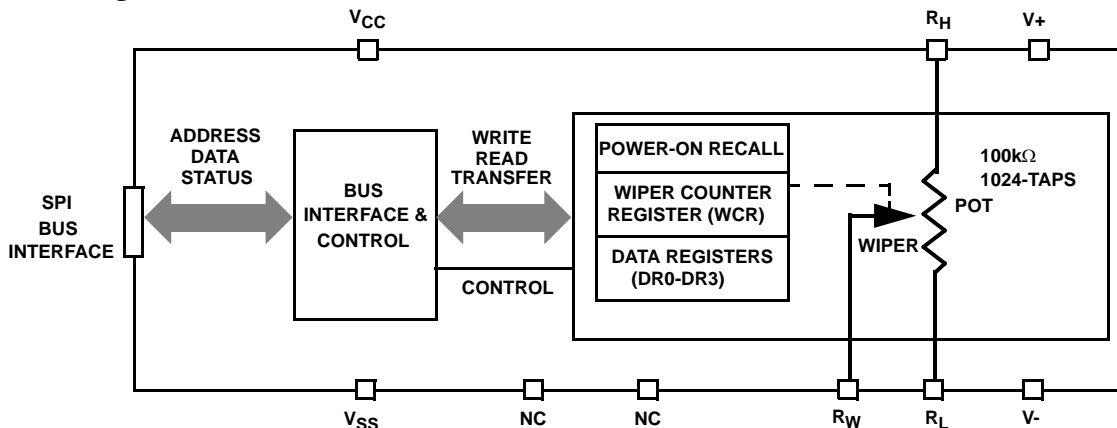 VCC
RH
V+
ADDRESS
DATA
STATUS
WRITE
READ
TRANSFER
POWER-ON RECALL
100kΩ
1024-TAPS
SPI
BUS
INTERFACE
BUS
INTERFACE &
CONTROL
WIPER COUNTER
REGISTER (WCR)
POT
WIPER
DATA REGISTERS
(DR0-DR3)
CONTROL
VSS
NC
NC
RW
RL
V-